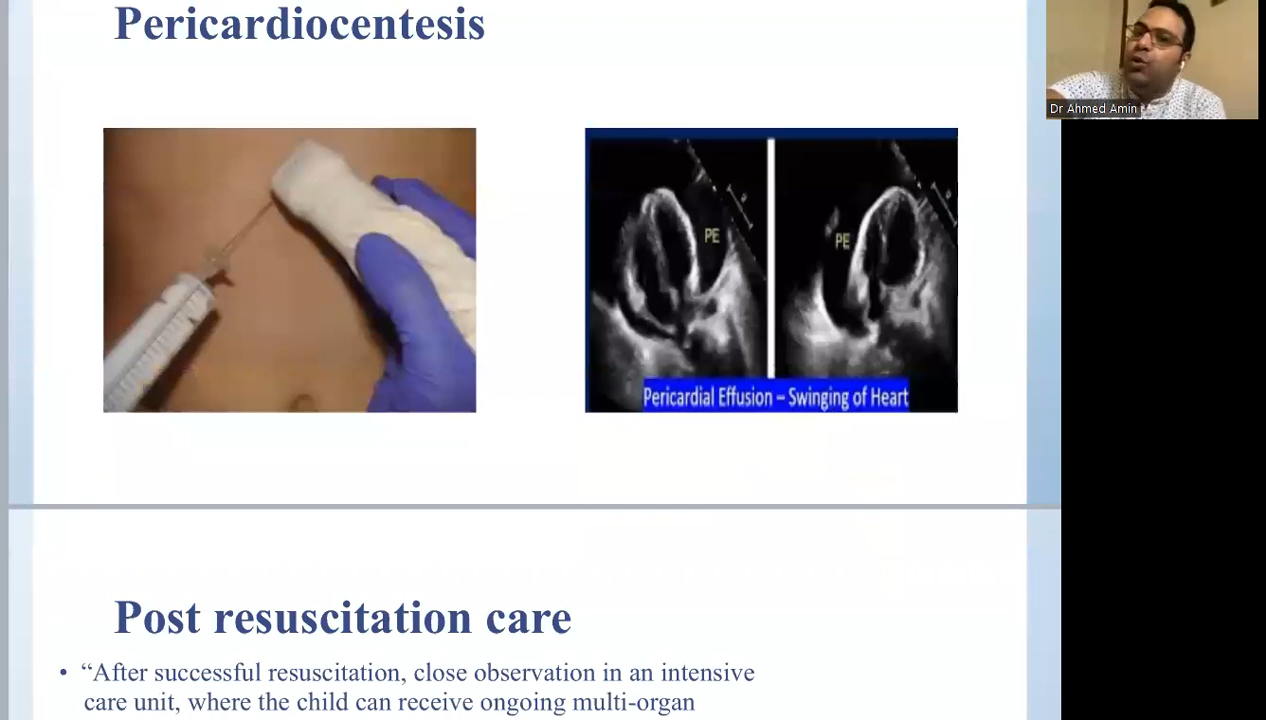 Pericardiocentesis
Dr Ahmed Amin
PE
PE
Pericardial Effusion – Swinging of Heart
Post resuscitation care
• “After successful resuscitation, close observation in an intensive
care unit, where the child can receive ongoing multi-organ